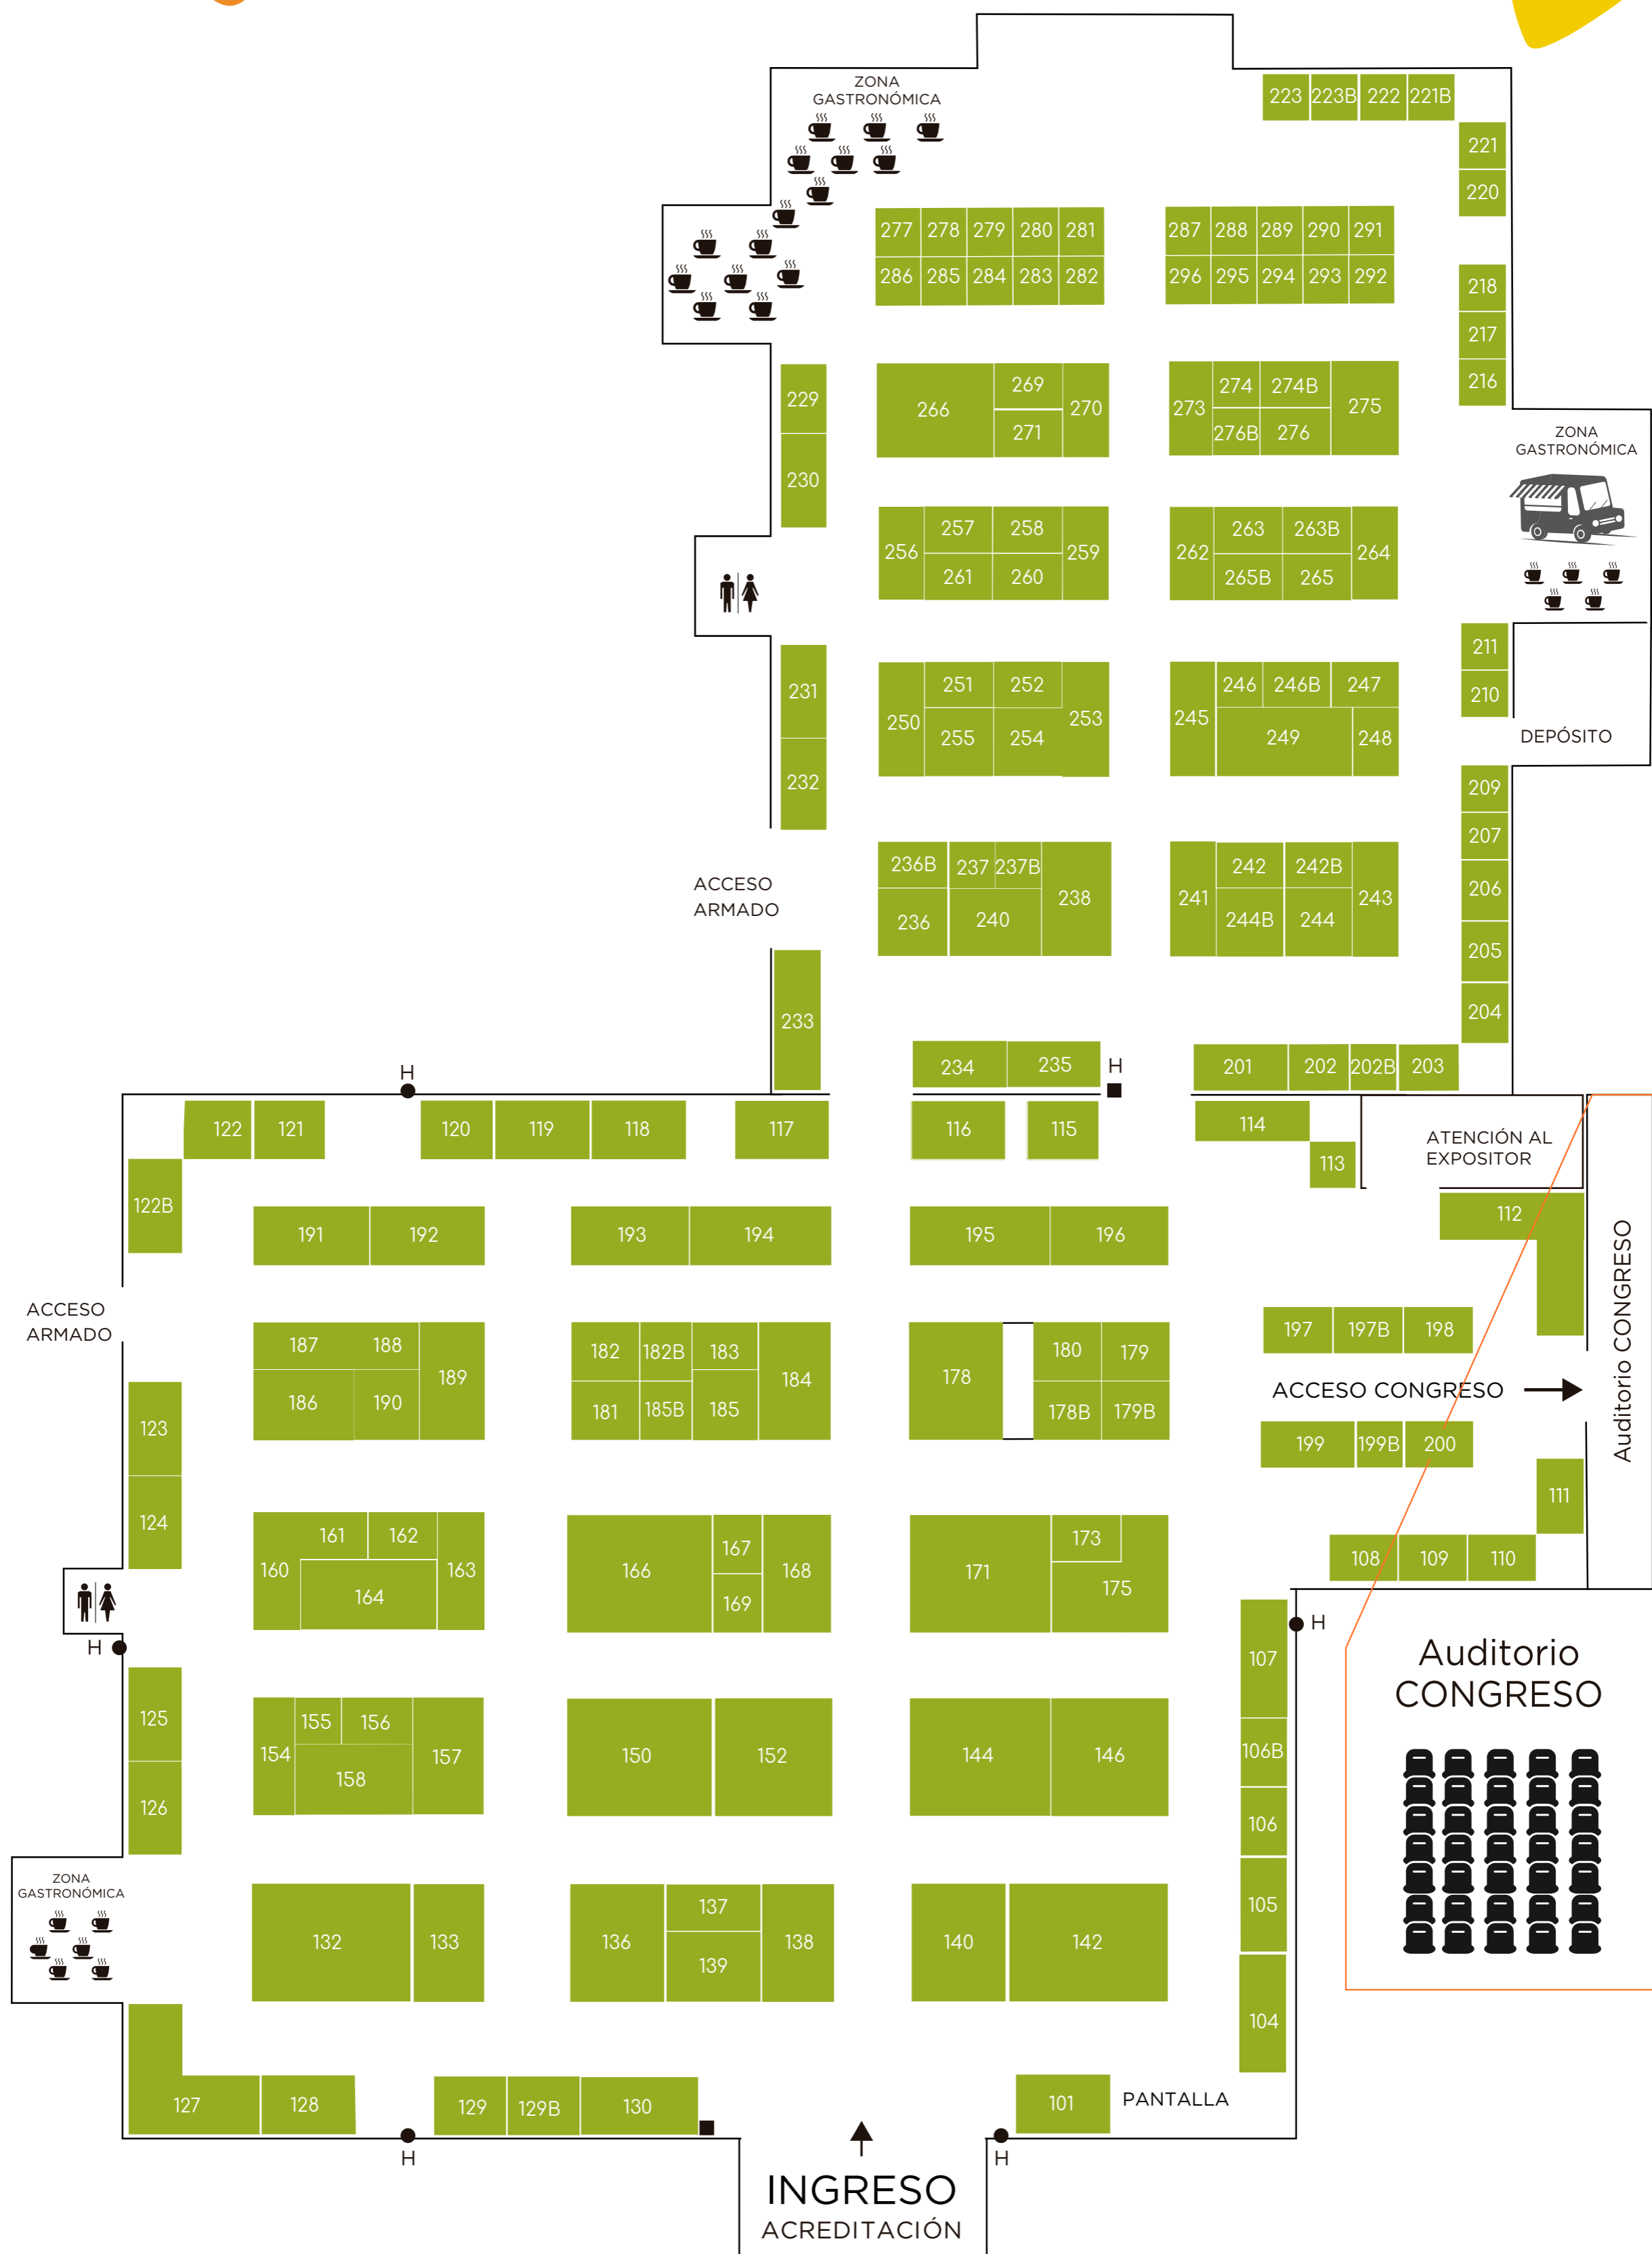 ZONA
GASTRONÓMICA
223 223B 222 221B
221
220
277 278 279 280 281
286 285 284 283 282
287 288 289 290 291
296 295 294 293 292
218
217
216
229
230
266 269 270
271
273 274 274B 275
276B 276
ZONA
GASTRONÓMICA
256 257 258 259
261 260
262 263 263B 264
265B 265
211
210
DEPÓSITO
231
232
250 251 252 253
255 254
245 246 246B 247
249 248
209
207
206
205
204
ACCESO
ARMADO
236B 237 237B 238
236 240
241 242 242B 243
244B 244
233
234 235 H
201 202 202B 203
H
122 121 120 119 118 117
116 115
114
113
ATENCIÓN AL
EXPOSITOR
122B
112
191 192 193 194 195 196
Auditorio CONGRESO
ACCESO
ARMADO
197 197B 198
ACCESO CONGRESO
199 199B 200
187 188 189
186 190
182 182B 183 184
181 185B 185
178 180 179
178B 179B
123
124
111
108 109 110
160 161 162 163
164
166 167 168
169
171 173
175
H
H
107
106B
106
105
104
Auditorio
CONGRESO
125
126
154 155 156 157
158
150 152
144 146
ZONA
GASTRONÓMICA
132 133
136 137 138
139
140 142
127 128 129 129B 130
101 PANTALLA
H
H
INGRESO
ACREDITACIÓN